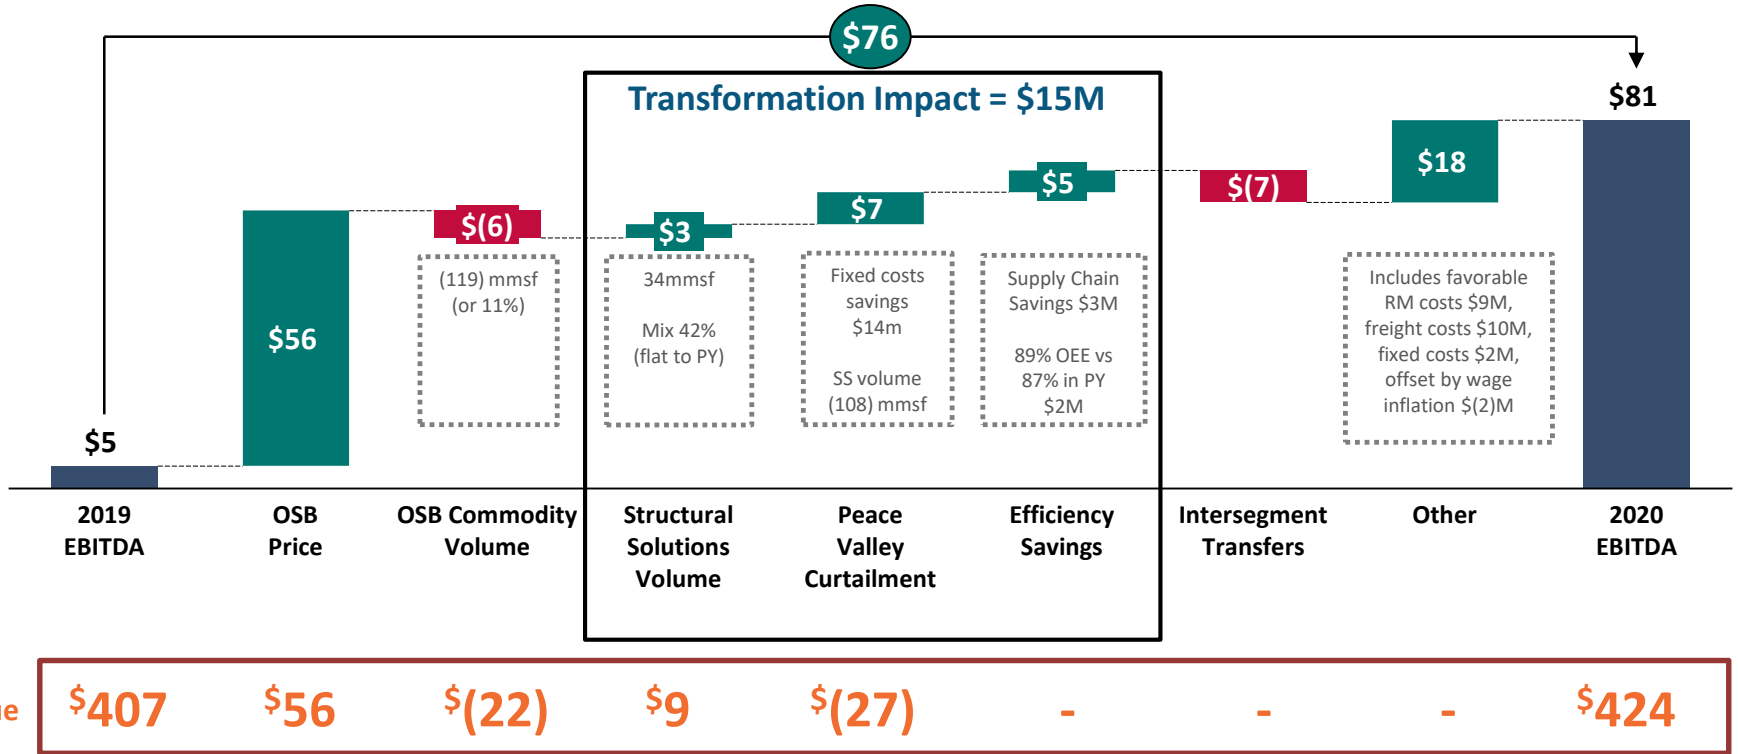 $76
Transformation Impact = $15M
$81
$18
$5
$(7)
$7
$3
$(6)
$56
$5
(119) mmsf
(or 11%)
34mmsf
Mix 42%
(flat to PY)
Fixed costs
savings
$14m
SS volume
(108) mmsf
Supply Chain
Savings $3M
89% OEE vs
87% in PY
$2M
Includes favorable
RM costs $9M,
freight costs $10M,
fixed costs $2M,
offset by wage
inflation $(2)M
2019
EBITDA
OSB
Price
OSB Commodity
Volume
Structural
Solutions
Volume
Peace
Valley
Curtailment
Efficiency
Savings
Intersegment
Transfers
Other
2020
EBITDA
$407 $56 $(22) $9 $(27) - - - $424